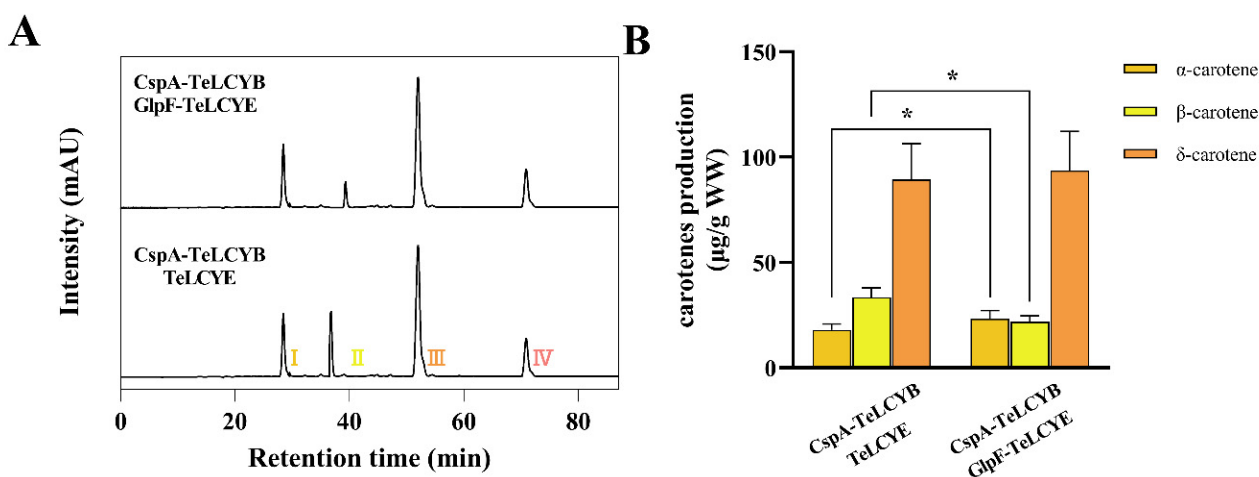 A
CspA-TeLCYB
GlpF-TeLCYE
CspA-TeLCYB
TeLCYE
I
II
III
IV
Intensity (mAU)
0
20
40
60
80
Retention time (min)
B
150
100
50
0
carotenes production
(μg/g WW)
*
*
α-carotene
β-carotene
δ-carotene
CspA-TeLCYB
TeLCYE
CspA-TeLCYB
GlpF-TeLCYE